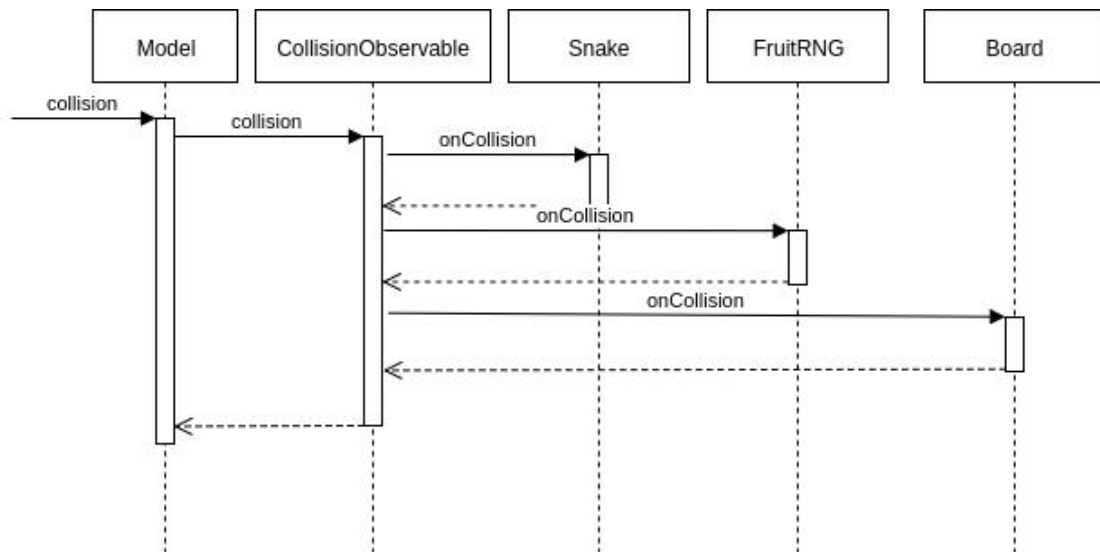 Model
CollisionObservable
Snake
FruitRNG
Board
collision
collision
onCollision
onCollision
onCollision